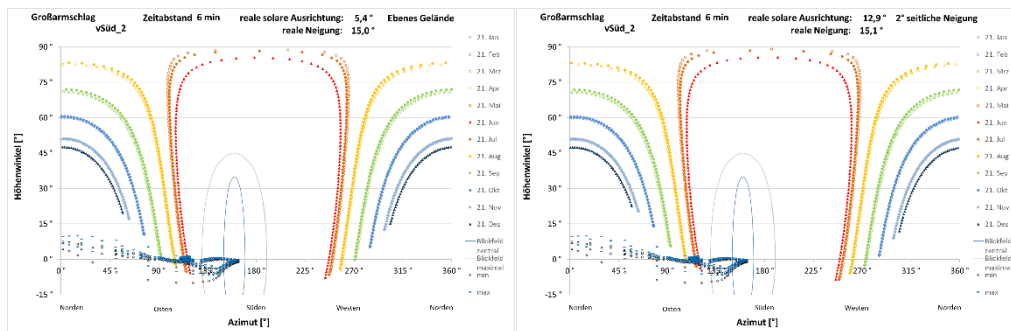 Großarmschlag Zeitabstand 6 min reale solare Ausrichtung: 5,4 ° Ebenes Gelände
vSüd_2 reale Neigung: 15,0 °
Höhenwinkel [°]
90 °
75 °
60 °
45 °
30 °
15 °
0 °
-15 °
0 ° 45 ° 90 ° 135 ° 180 ° 225 ° 270 ° 315 ° 360 °
Norden Osten Süden Westen Norden
Azimut [°]
21. Jan
21. Feb
21. Mrz
21. Apr
21. Mai
21. Jun
21. Jul
21. Aug
21. Sep
21. Okt
21. Nov
21. Dez
Blickfeld
zentral
Blickfeld
maximel
min
max
Großarmschlag Zeitabstand 6 min reale solare Ausrichtung: 12,9 ° 2° seitliche Neigung
vSüd_2 reale Neigung: 15,1 °
Höhenwinkel [°]
90 °
75 °
60 °
45 °
30 °
15 °
0 °
-15 °
0 ° 45 ° 90 ° 135 ° 180 ° 225 ° 270 ° 315 ° 360 °
Norden Osten Süden Westen Norden
Azimut [°]
21. Jan
21. Feb
21. Mrz
21. Apr
21. Mai
21. Jun
21. Jul
21. Aug
21. Sep
21. Okt
21. Nov
21. Dez
Blickfeld
zentral
Blickfeld
maximel
min
max